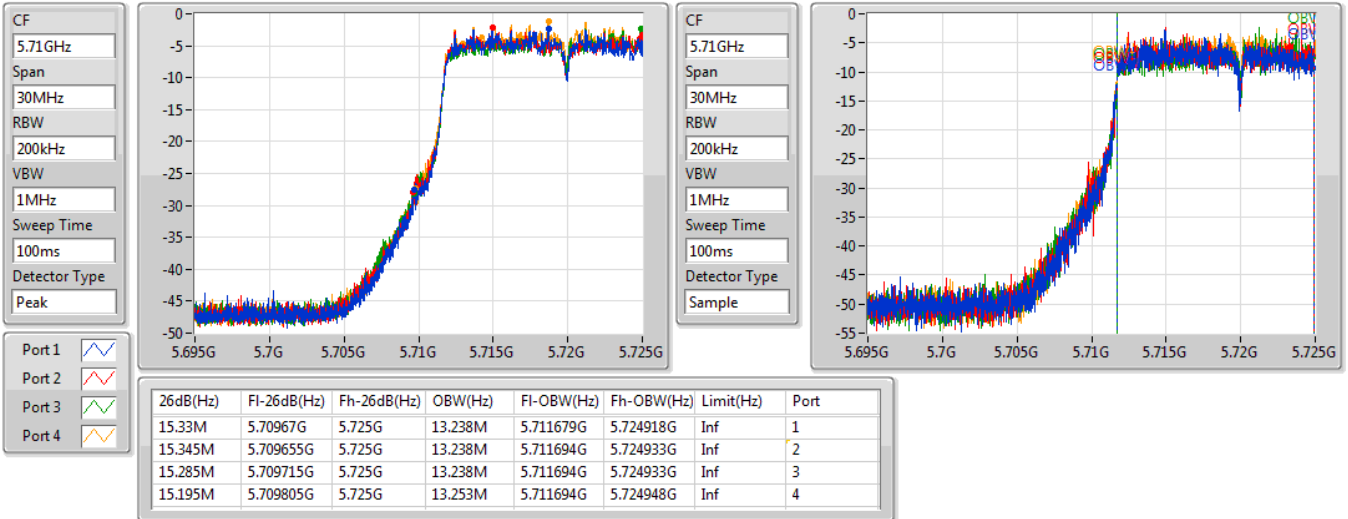 CF
5.71GHz
Span
30MHz
RBW
200kHz
VBW
1MHz
Sweep Time
100ms
Detector Type
Peak
0
-5
-10
-15
-20
-25
-30
-35
-40
-45
-50
5.695G 5.7G 5.705G 5.71G 5.715G 5.72G 5.725G
CF
5.71GHz
Span
30MHz
RBW
200kHz
VBW
1MHz
Sweep Time
100ms
Detector Type
Sample
0
-5
-10
-15
-20
-25
-30
-35
-40
-45
-50
-55
5.695G 5.7G 5.705G 5.71G 5.715G 5.72G 5.725G
Port 1
Port 2
Port 3
Port 4
26dB(Hz) Fl-26dB(Hz) Fh-26dB(Hz) OBW(Hz) Fl-OBW(Hz) Fh-OBW(Hz) Limit(Hz) Port
15.33M 5.70967G 5.725G 13.238M 5.711679G 5.724918G Inf 1
15.345M 5.709655G 5.725G 13.238M 5.711694G 5.724933G Inf 2
15.285M 5.709715G 5.725G 13.238M 5.711694G 5.724933G Inf 3
15.195M 5.709805G 5.725G 13.253M 5.711694G 5.724948G Inf 4